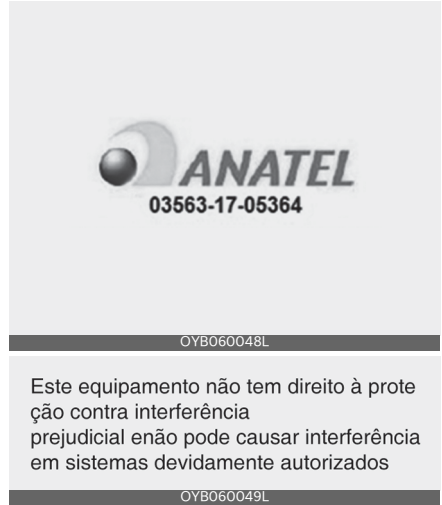 ANATEL
03563-17-05364
OYB060048L
Este equipamento não tem direito à prote
ção contra interferência
prejudicial enão pode causar interferência
em sistemas devidamente autorizados
OYB060049L